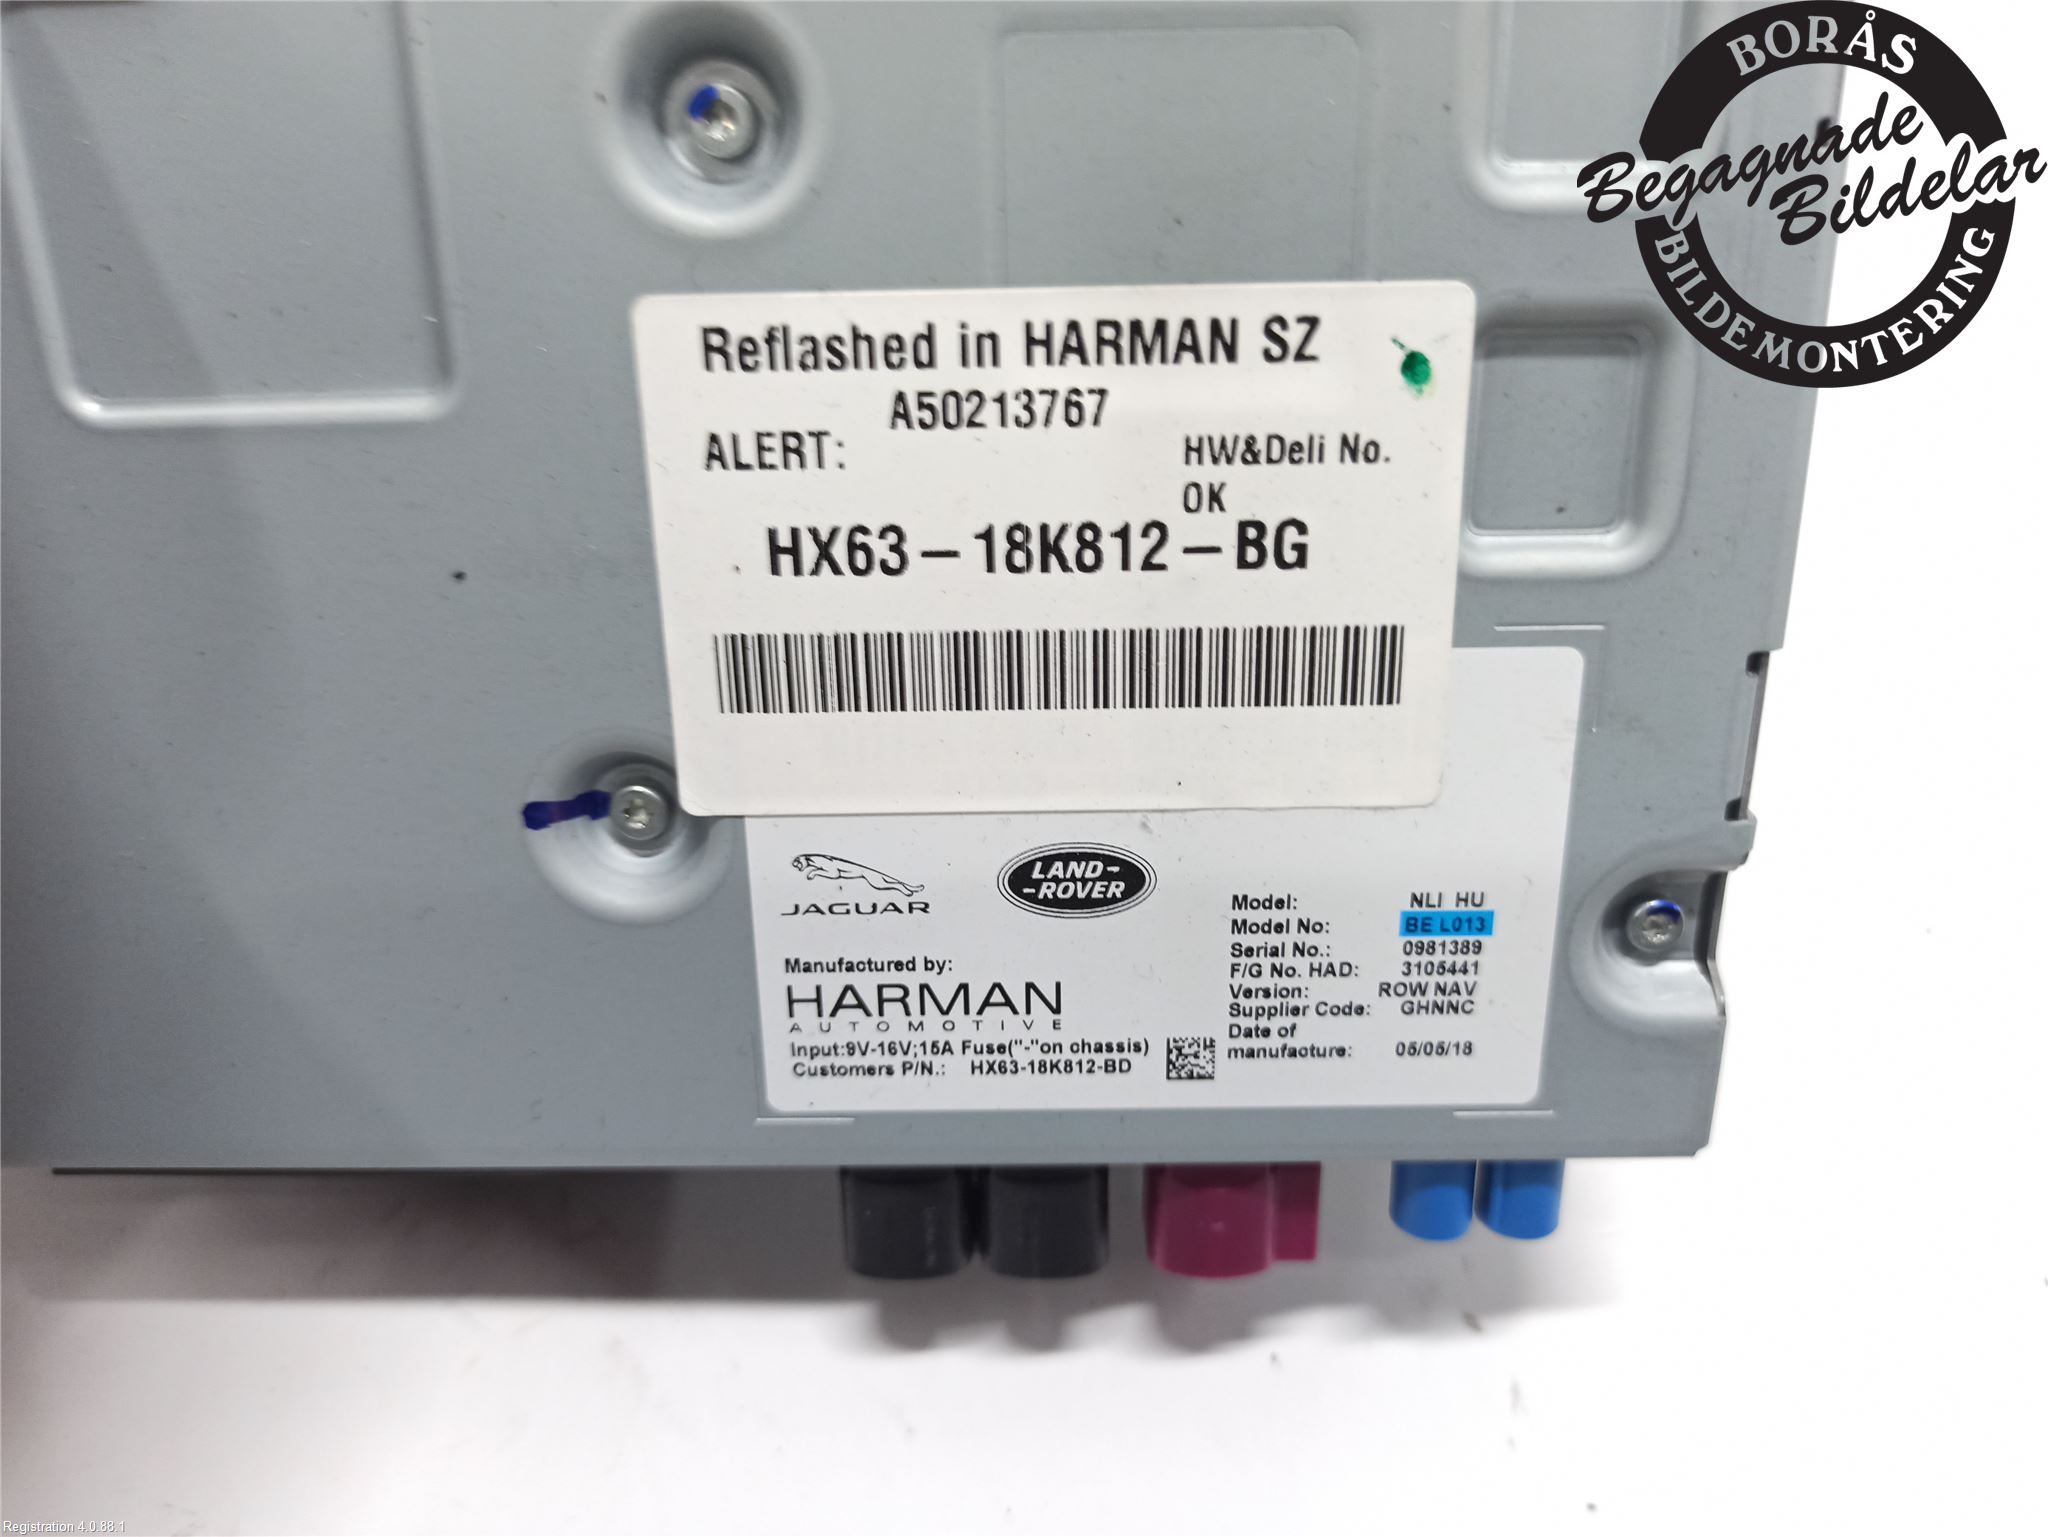 BORÅS
Begagnade
Bildelar
BILDEMONTERING
Reflashed in HARMAN SZ
A50213767
ALERT:
HW&Deli No.
OK
HX63-18K812-BG
JAGUAR
LAND-
-ROVER
Manufactured by:
HARMAN
AUTOMOTIVE
Input:9V-16V;15A Fuse("-"on chassis)
Customers P/N.: HX63-18K812-BD
Model: NLI HU
Model No: BE L013
Serial No.: 0981389
F/G No. HAD: 3105441
Version: ROW NAV
Supplier Code: GHNNC
Date of
manufacture: 05/05/18
Registration 4.0.88.1